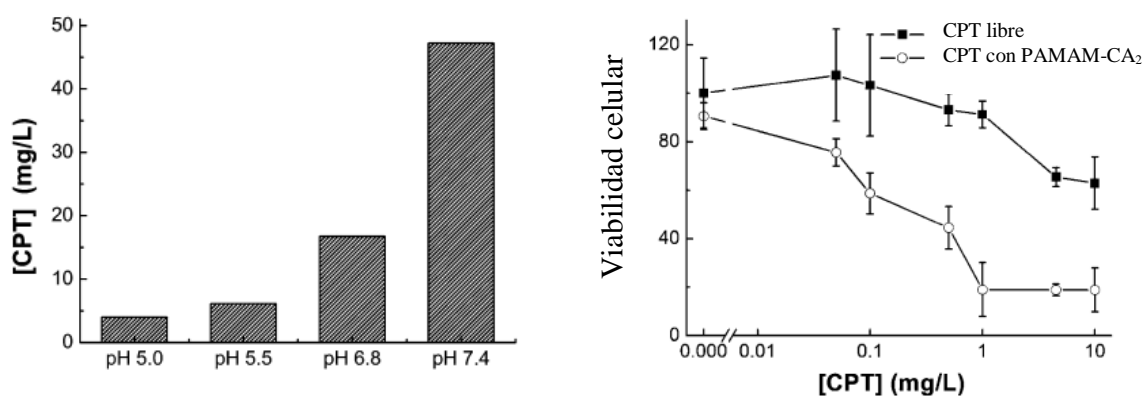 [CPT] (mg/L)
50
40
30
20
10
0
pH 5.0 pH 5.5 pH 6.8 pH 7.4
Viabilidad celular
CPT libre
CPT con PAMAM-CA₂
120
80
40
0
0.000 0.01 0.1 1 10
[CPT] (mg/L)